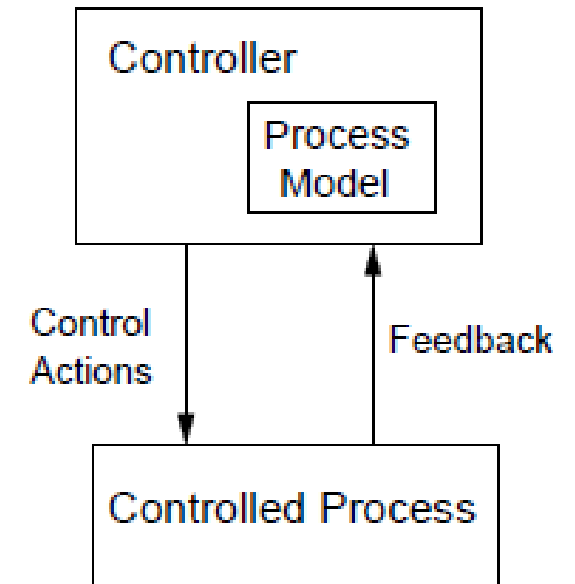 Controller
Process
Model
Control
Actions
Feedback
Controlled Process